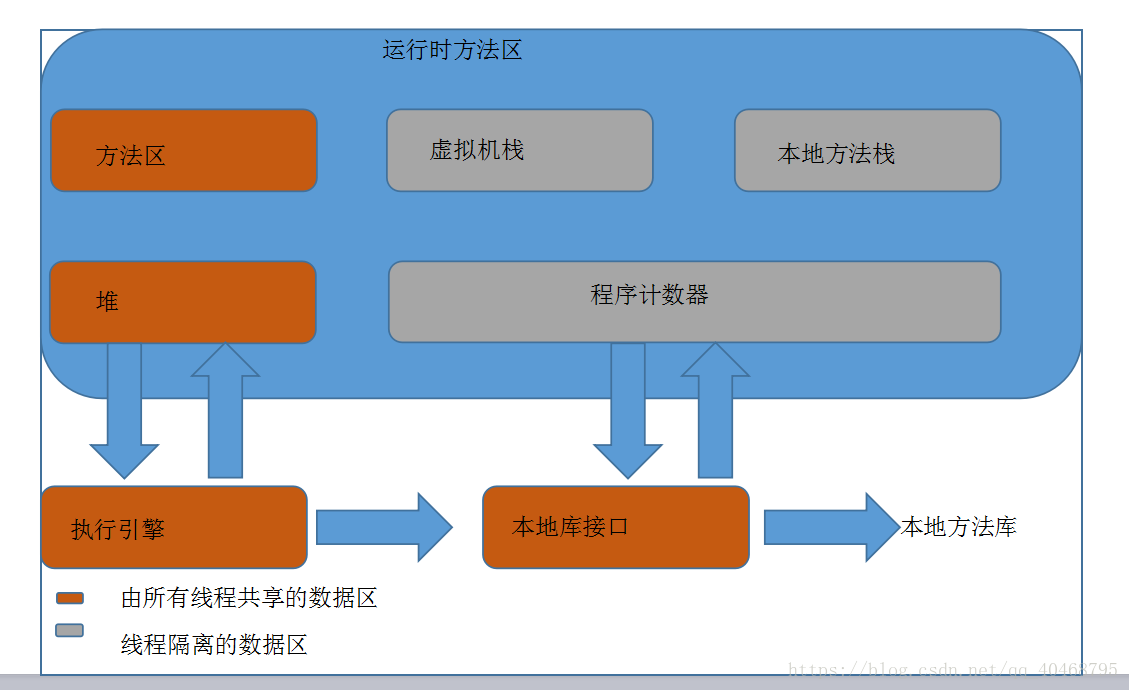 运行时方法区
方法区
虚拟机栈
本地方法栈
堆
程序计数器
执行引擎
本地库接口
本地方法库
由所有线程共享的数据区
线程隔离的数据区
https://blog.csdn.net/qq_40468795